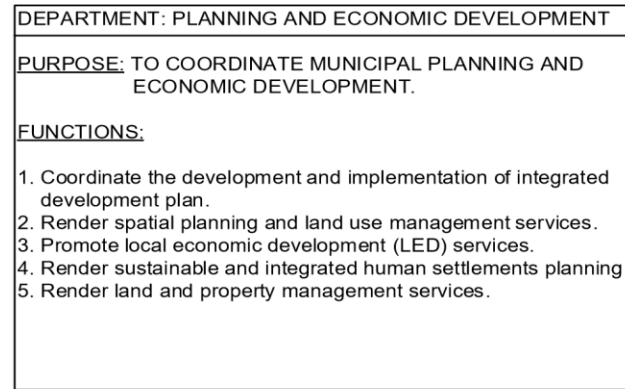 DEPARTMENT: PLANNING AND ECONOMIC DEVELOPMENT
PURPOSE: TO COORDINATE MUNICIPAL PLANNING AND
ECONOMIC DEVELOPMENT.
FUNCTIONS:
1. Coordinate the development and implementation of integrated
development plan.
2. Render spatial planning and land use management services.
3. Promote local economic development (LED) services.
4. Render sustainable and integrated human settlements planning
5. Render land and property management services.